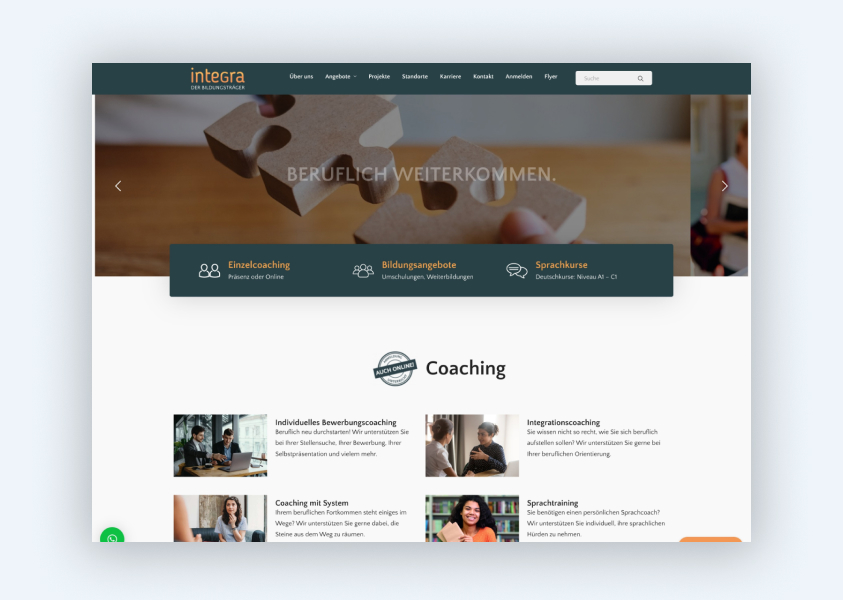 integra
DER BILDUNGSTRÄGER
Über uns Angebote Projekte Standorte Karriere Kontakt Anmelden Flyer Suche
BERUFLICH WEITERKOMMEN.
Einzelcoaching
Präsenz oder Online
Bildungsangebote
Umschulungen, Weiterbildungen
Sprachkurse
Deutschkurse: Niveau A1 – C1
AUCH ONLINE!
Coaching
Individuelles Bewerbungscoaching
Beruflich neu durchstarten! Wir unterstützen Sie
bei Ihrer Stellensuche, Ihrer Bewerbung, Ihrer
Selbstpräsentation und vielem mehr.
Integrationscoaching
Sie wissen nicht so recht, wie Sie sich beruflich
aufstellen sollen? Wir unterstützen Sie gerne bei
Ihrer beruflichen Orientierung.
Coaching mit System
Ihrem beruflichen Fortkommen steht einiges im
Wege? Wir unterstützen Sie gerne dabei, die
Steine aus dem Weg zu räumen.
Sprachtraining
Sie benötigen einen persönlichen Sprachcoach?
Wir unterstützen Sie individuell, ihre sprachlichen
Hürden zu nehmen.